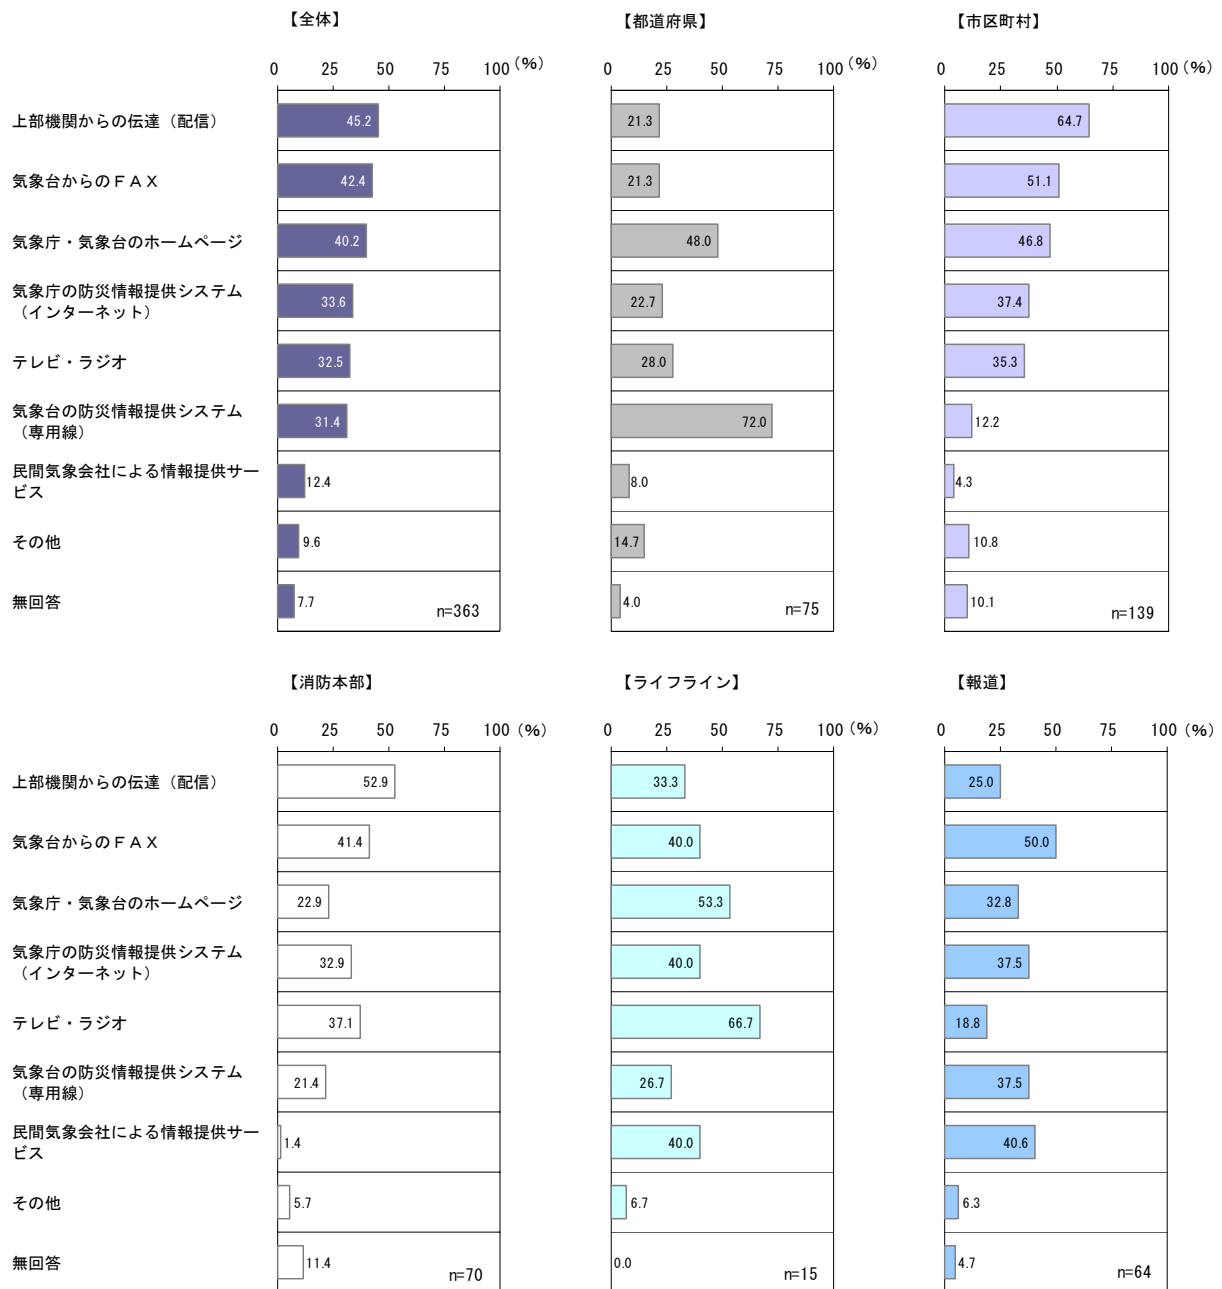 【全体】
【都道府県】
【市区町村】
0 25 50 75 100 (%)
0 25 50 75 100 (%)
0 25 50 75 100 (%)
上部機関からの伝達（配信） 45.2 21.3 64.7
気象台からのＦＡＸ 42.4 21.3 51.1
気象庁・気象台のホームページ 40.2 48.0 46.8
気象庁の防災情報提供システム
（インターネット） 33.6 22.7 37.4
テレビ・ラジオ 32.5 28.0 35.3
気象台の防災情報提供システム
（専用線） 31.4 72.0 12.2
民間気象会社による情報提供サー
ビス 12.4 8.0 4.3
その他 9.6 14.7 10.8
無回答 7.7 4.0 10.1
n=363 n=75 n=139
【消防本部】
【ライフライン】
【報道】
0 25 50 75 100 (%)
0 25 50 75 100 (%)
0 25 50 75 100 (%)
上部機関からの伝達（配信） 52.9 33.3 25.0
気象台からのＦＡＸ 41.4 40.0 50.0
気象庁・気象台のホームページ 22.9 53.3 32.8
気象庁の防災情報提供システム
（インターネット） 32.9 40.0 37.5
テレビ・ラジオ 37.1 66.7 18.8
気象台の防災情報提供システム
（専用線） 21.4 26.7 37.5
民間気象会社による情報提供サー
ビス 1.4 40.0 40.6
その他 5.7 6.7 6.3
無回答 11.4 0.0 4.7
n=70 n=15 n=64